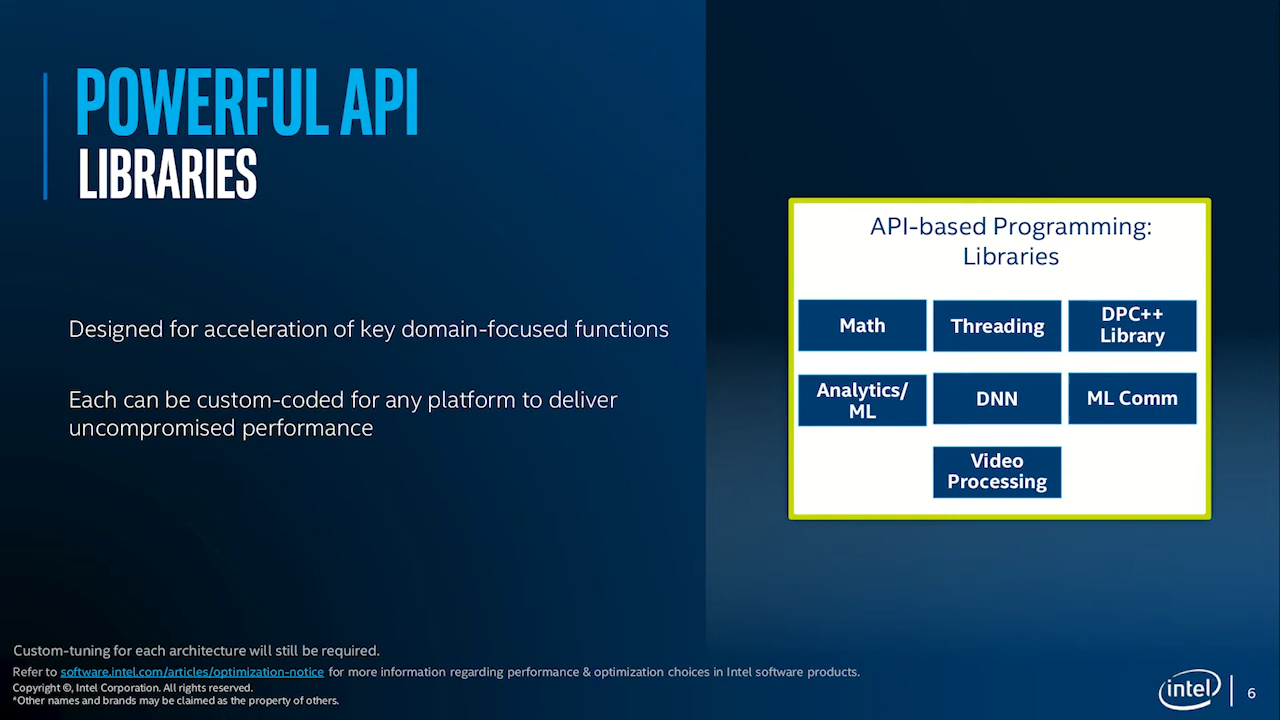 POWERFUL API
LIBRARIES
Designed for acceleration of key domain-focused functions
Each can be custom-coded for any platform to deliver
uncompromised performance
API-based Programming:
Libraries
Math
Threading
DPC++
Library
Analytics/
ML
DNN
ML Comm
Video
Processing
Custom-tuning for each architecture will still be required.
Refer to software.intel.com/articles/optimization-notice for more information regarding performance & optimization choices in Intel software products.
Copyright ©, Intel Corporation. All rights reserved.
*Other names and brands may be claimed as the property of others.
intel
6